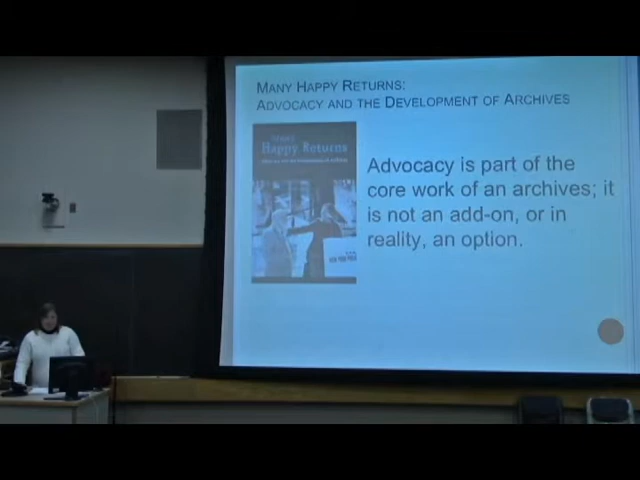 MANY HAPPY RETURNS:
ADVOCACY AND THE DEVELOPMENT OF ARCHIVES
Happy Returns
Advocacy is part of the
core work of an archives; it
is not an add-on, or in
reality, an option.